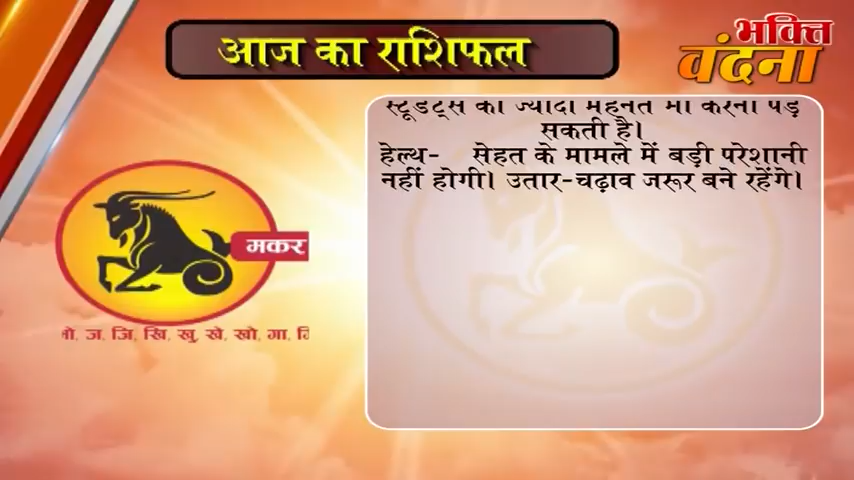 आज का राशिफल
भक्ति
वंदना
स्टूडेंट्स को ज्यादा मेहनत भी करनी पड़
सकती है।
हेल्थ- सेहत के मामले में बड़ी परेशानी
नहीं होगी। उतार-चढ़ाव जरूर बने रहेंगे।
मकर
ज, जि, खि, खु, खे, खो, गा,